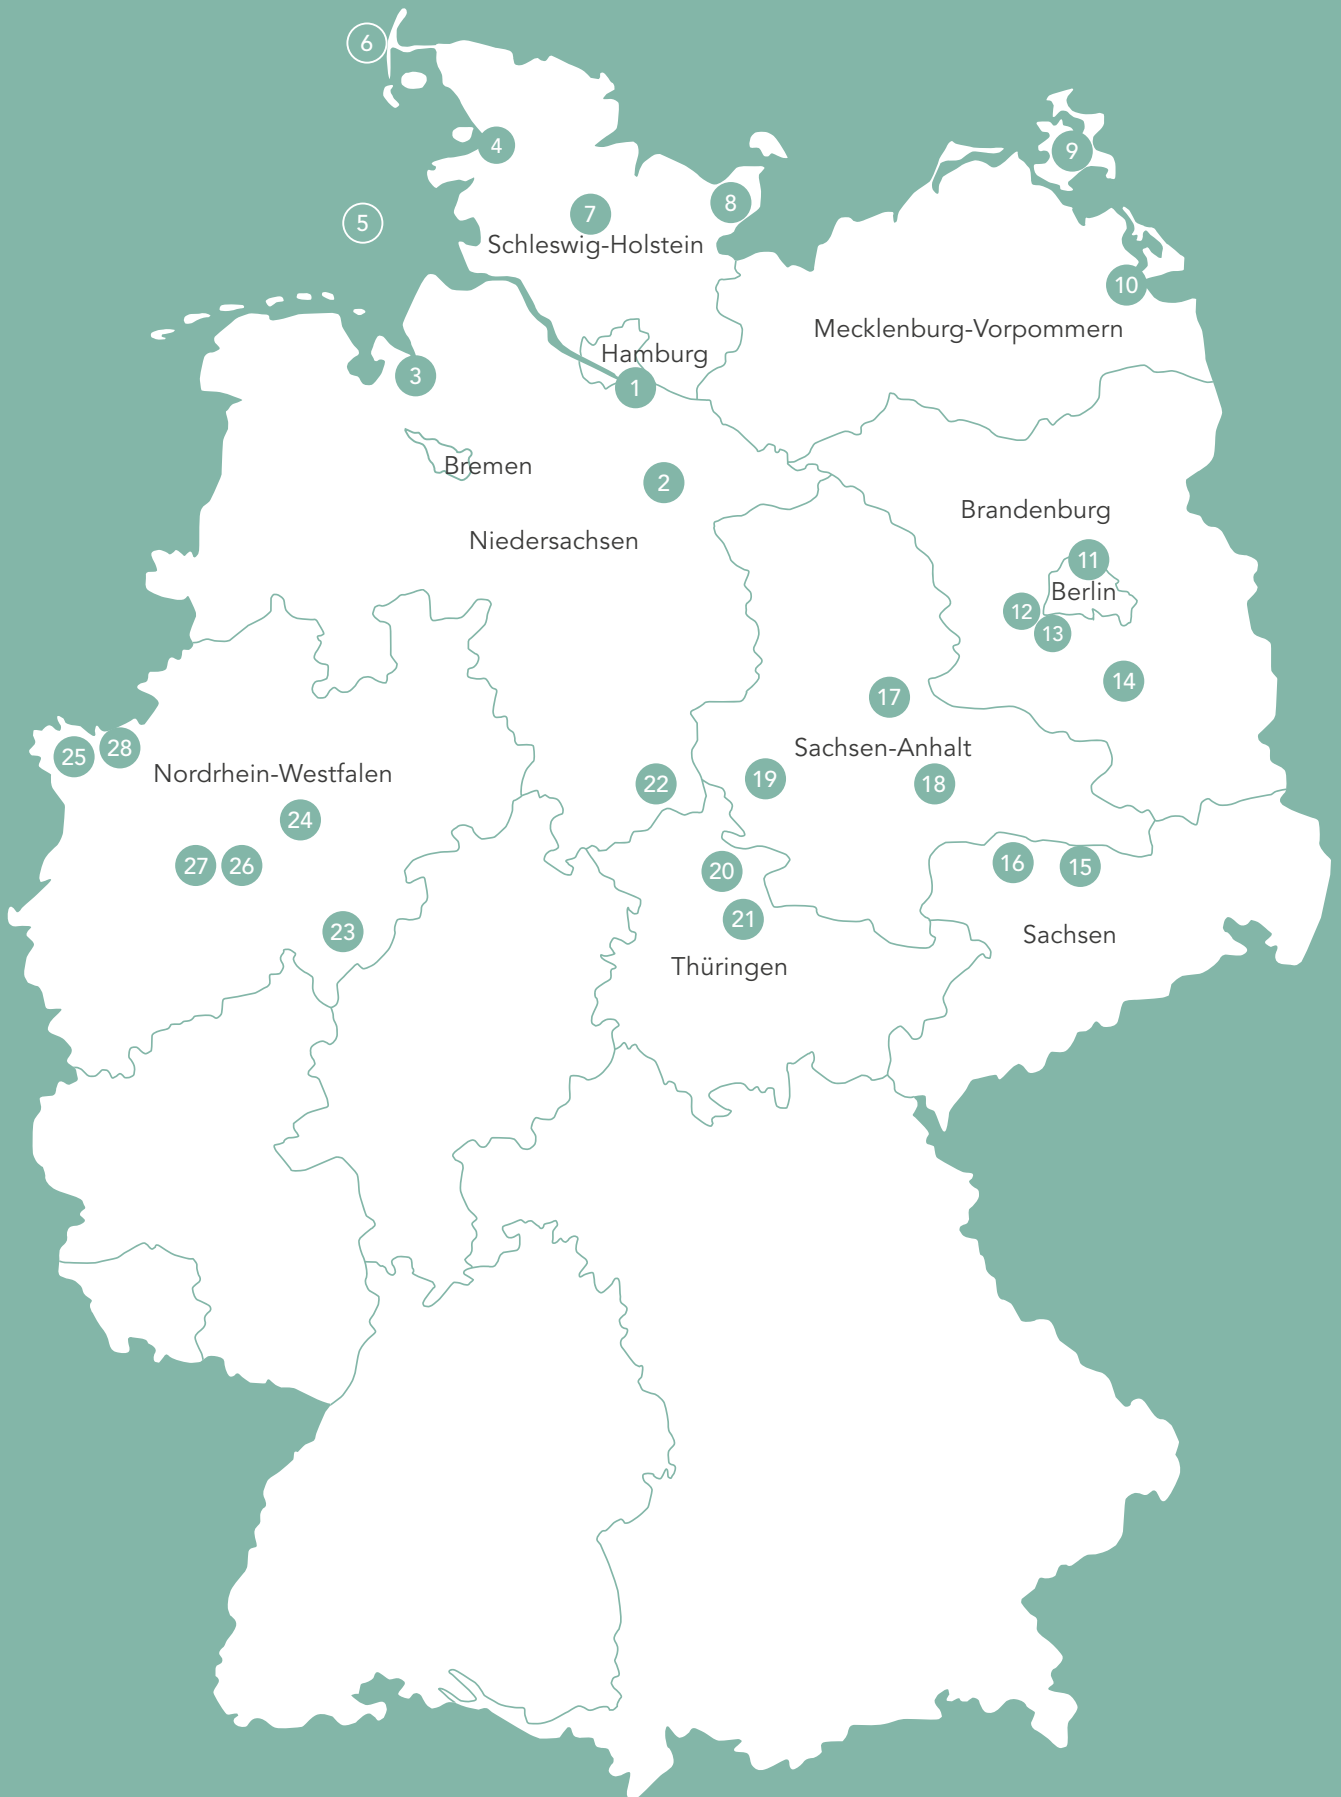 6
4
9
5
7
8
Schleswig-Holstein
10
Mecklenburg-Vorpommern
Hamburg
3
1
Bremen
2
Brandenburg
Niedersachsen
11
Berlin
12
13
14
17
25
28
Sachsen-Anhalt
Nordrhein-Westfalen
22
19
18
24
27
26
20
16
15
21
23
Sachsen
Thüringen